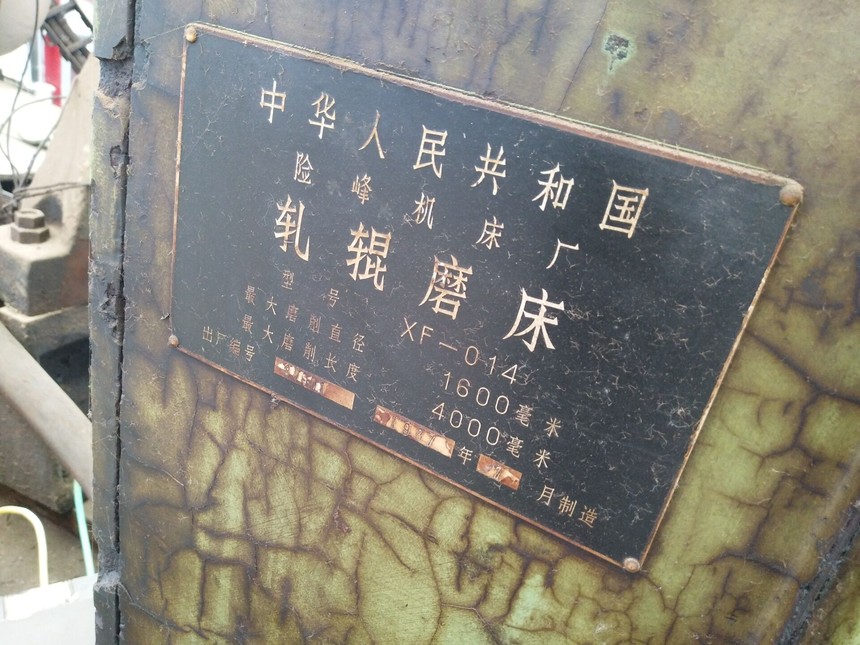 中华人民共和国
险峰机床厂
轧辊磨床
型号 XF-014
最大磨削直径 1600毫米
最大磨削长度 4000毫米
出厂编号 年 月制造